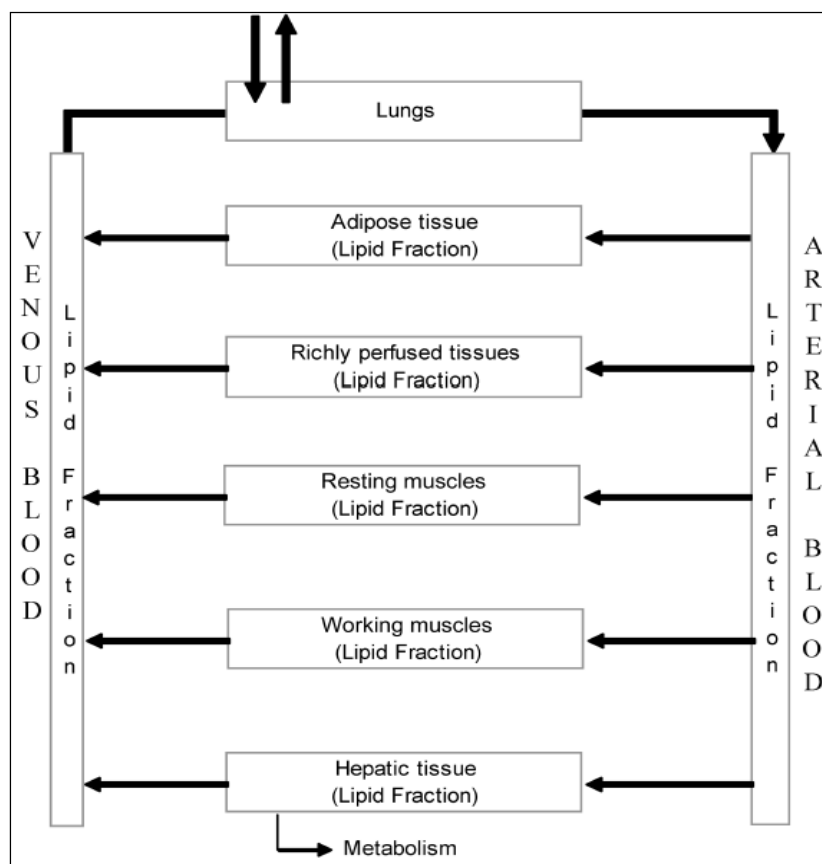 Lungs
Adipose tissue
(Lipid Fraction)
Richly perfused tissues
(Lipid Fraction)
Resting muscles
(Lipid Fraction)
Working muscles
(Lipid Fraction)
Hepatic tissue
(Lipid Fraction)
Metabolism
VENOUS BLOOD
Lipid Fraction
Lipid Fraction
ARTERIAL BLOOD